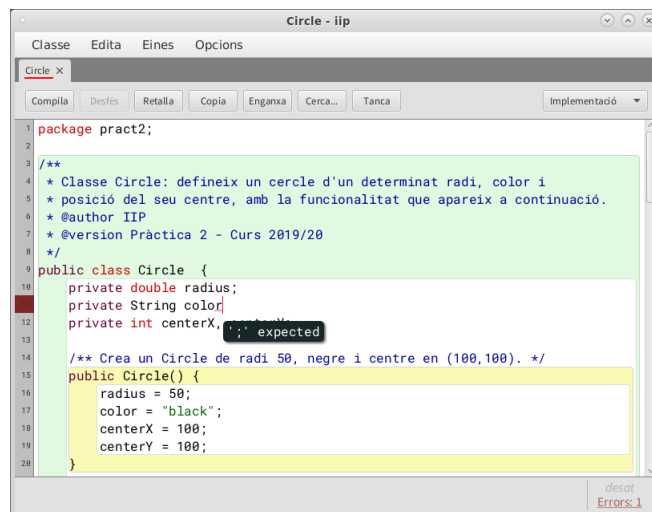 Circle - iip
Classe Edita Eines Opcions
Circle ×
Compila Desfés Retalla Copia Enganxa Cerca... Tanca Implementació
1 package pract2;
2
3 /**
4 * Classe Circle: defineix un cercle d'un determinat radi, color i
5 * posició del seu centre, amb la funcionalitat que apareix a continuació.
6 * @author IIP
7 * @version Pràctica 2 - Curs 2019/20
8 */
9 public class Circle {
10 private double radius;
private String color
12 private int centerX,
';' expected
13
14 /** Crea un Circle de radi 50, negre i centre en (100,100). */
15 public Circle() {
16 radius = 50;
17 color = "black";
18 centerX = 100;
19 centerY = 100;
20 }
desat
Errors: 1